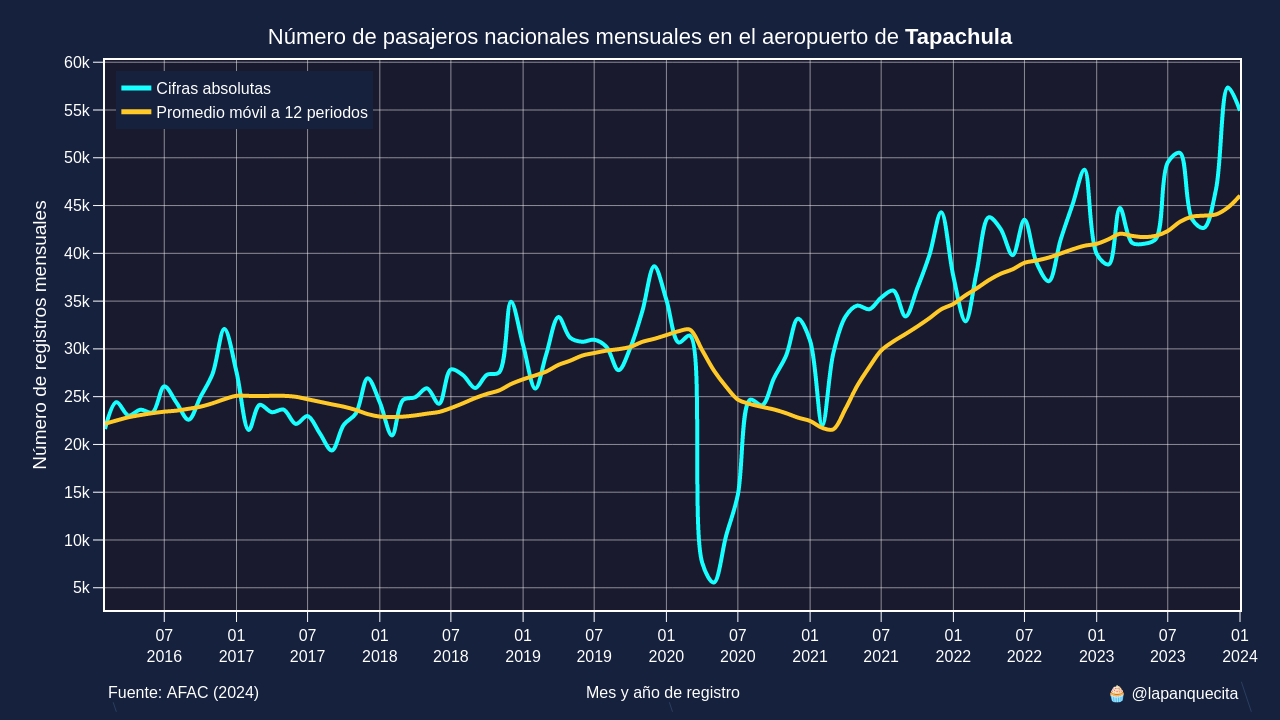 Número de pasajeros nacionales mensuales en el aeropuerto de Tapachula
Cifras absolutas
Promedio móvil a 12 periodos
Número de registros mensuales
60k
55k
50k
45k
40k
35k
30k
25k
20k
15k
10k
5k
07 01 07 01 07 01 07 01 07 01 07 01 07 01 07 01
2016 2017 2017 2018 2018 2019 2019 2020 2020 2021 2021 2022 2022 2023 2023 2024
Fuente: AFAC (2024)
Mes y año de registro
🧁 @lapanquecita